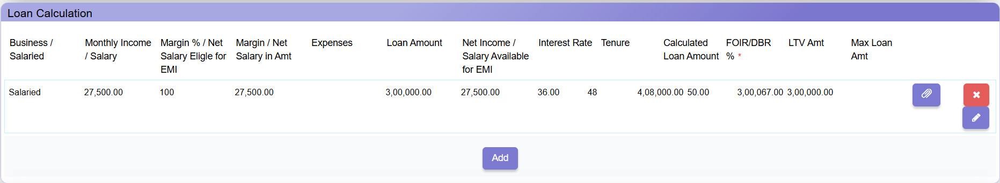 Loan Calculation
Business / Salaried
Monthly Income / Salary
Margin % / Net Salary Eligle for EMI
Margin / Net Salary in Amt
Expenses
Loan Amount
Net Income / Salary Available for EMI
Interest Rate
Tenure
Calculated Loan Amount
FOIR/DBR % *
LTV Amt
Max Loan Amt
Salaried 27,500.00 100 27,500.00 3,00,000.00 27,500.00 36.00 48 4,08,000.00 50.00 3,00,067.00 3,00,000.00
Add